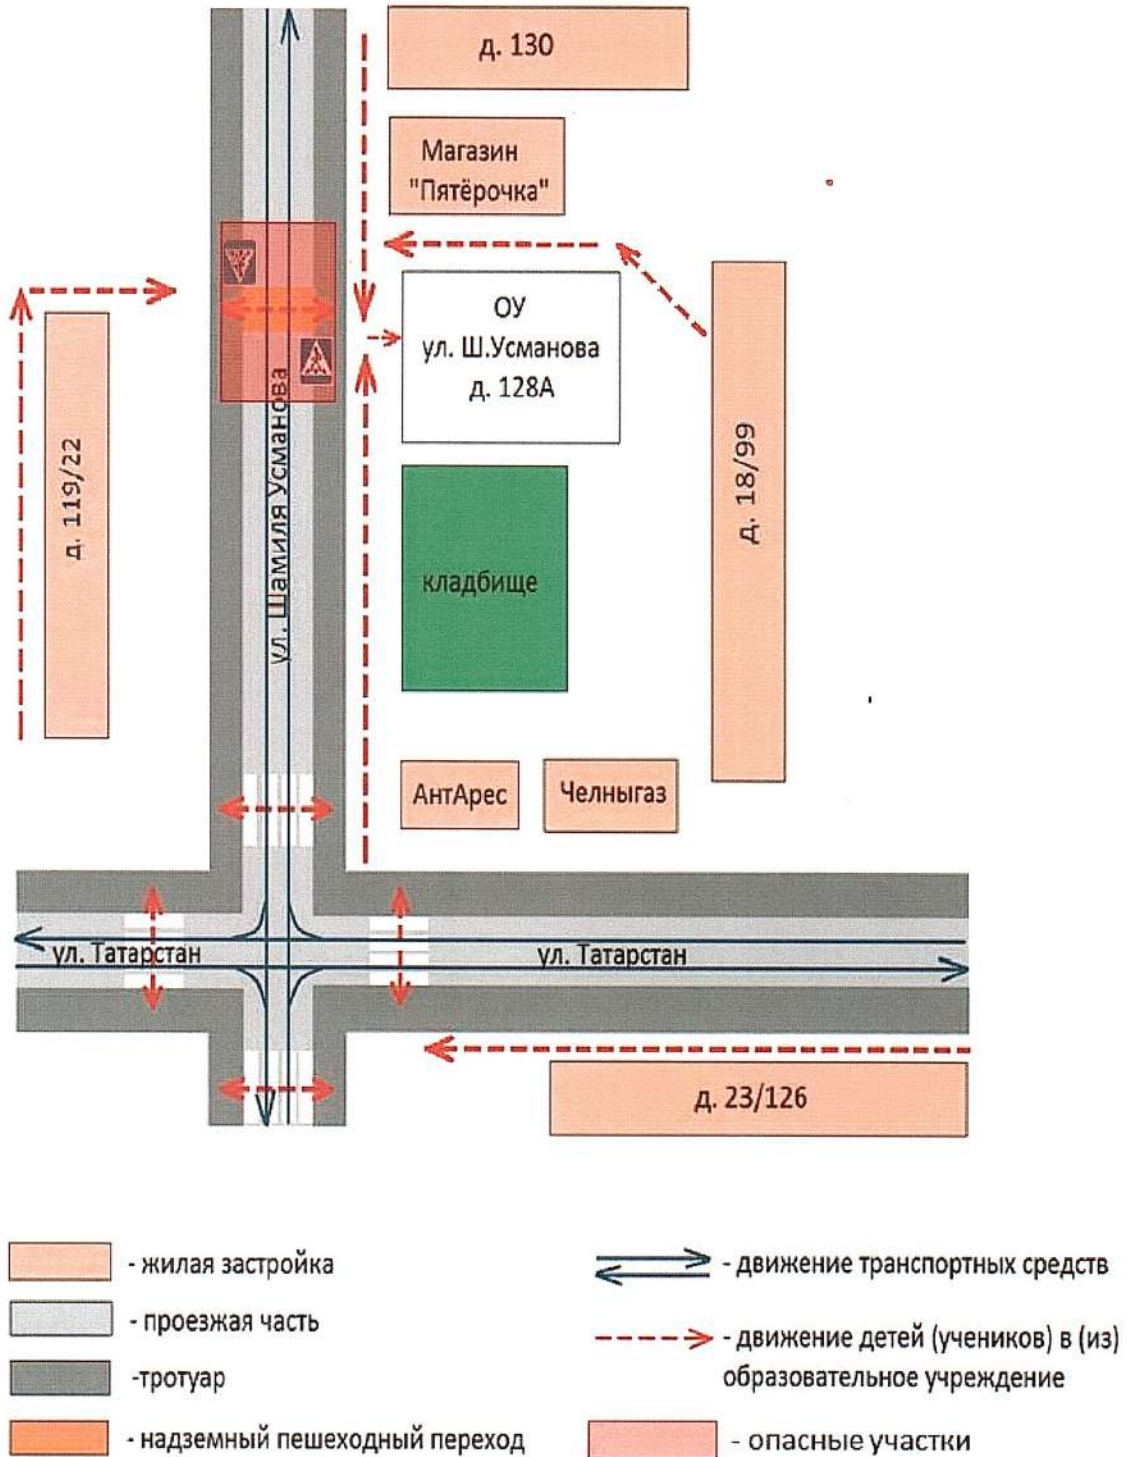 д. 130
Магазин
"Пятёрочка"
ОУ
ул. Ш.Усманова
д. 128А
д. 119/22
ул. Шамиля Усманова
д. 18/99
кладбище
АнтАрес
Челныгаз
ул. Татарстан
ул. Татарстан
д. 23/126
- жилая застройка
- проезжая часть
-тротуар
- надземный пешеходный переход
- движение транспортных средств
- движение детей (учеников) в (из)
образовательное учреждение
- опасные участки